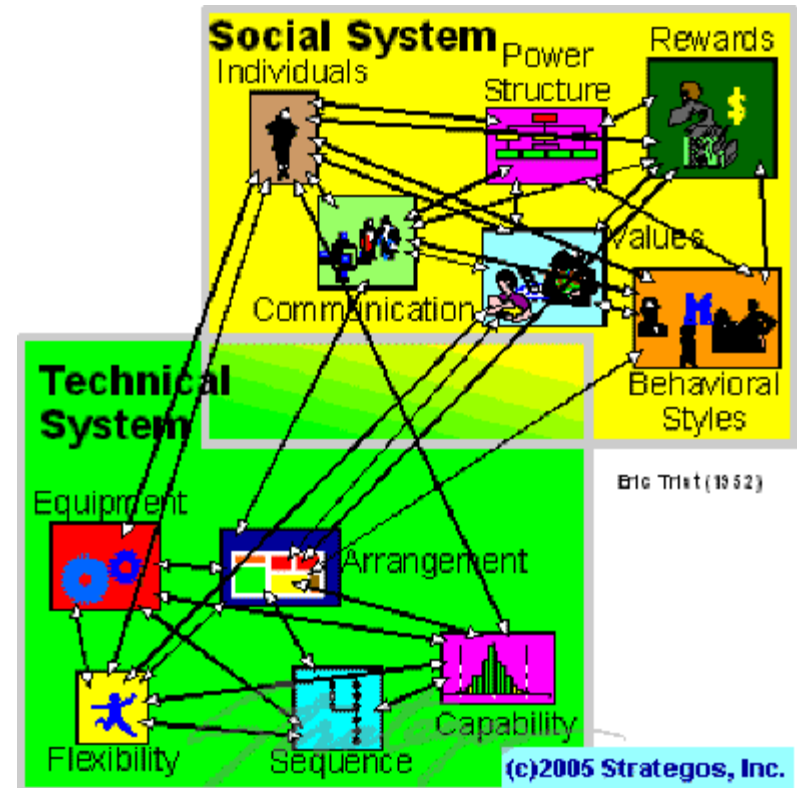 Social System
Individuals
Power
Structure
Rewards
$
Values
Communication
Behavioral
Styles
Technical
System
Eric Trist (1952)
Equipment
Arrangement
Flexibility
Sequence
Capability
(c)2005 Strategos, Inc.